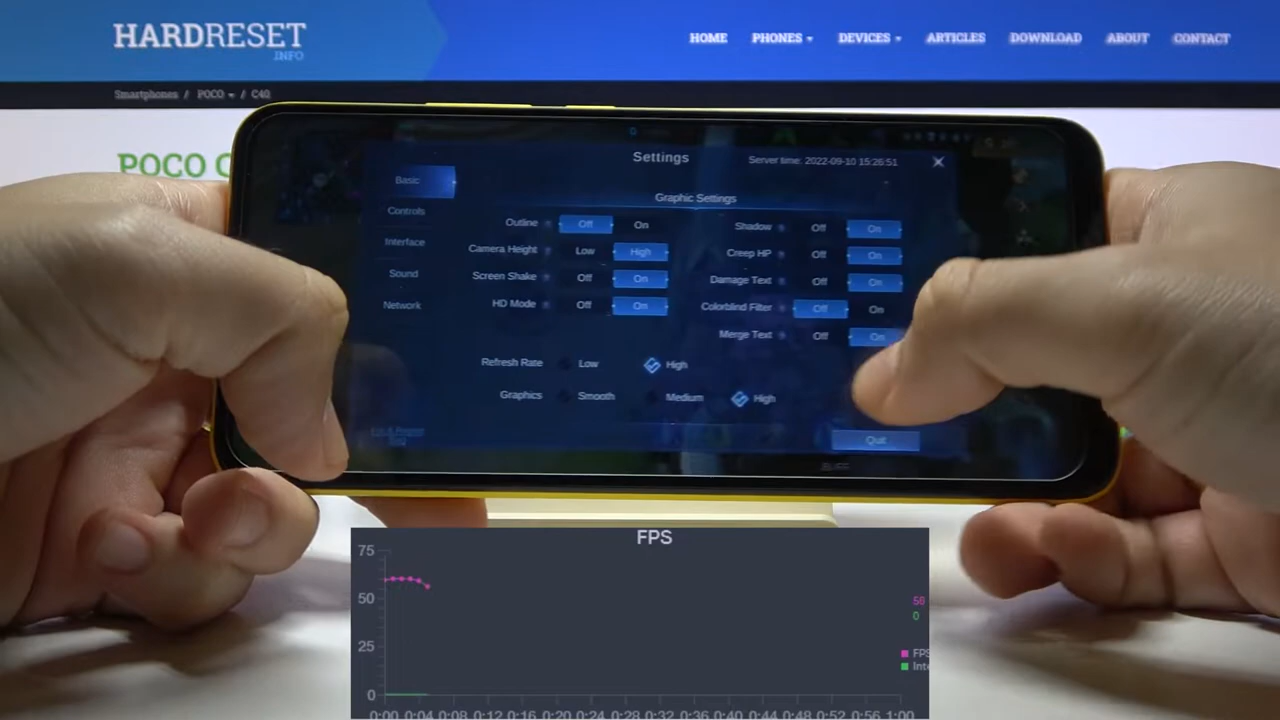 HARDRESET
.INFO
HOME PHONES DEVICES ARTICLES DOWNLOAD ABOUT CONTACT
Smartphones / POCO / C40
POCO C
Settings
Server time: 2022-09-10 15:26:51
Basic
Controls
Interface
Sound
Network
Graphic Settings
Outline Off On
Camera Height Low High
Screen Shake Off On
HD Mode Off On
Shadow Off On
Creep HP Off On
Damage Text Off On
Colorblind Filter Off On
Merge Text Off On
Refresh Rate Low High
Graphics Smooth Medium High
Quit
FPS
75
50
25
0
0:00 0:04 0:08 0:12 0:16 0:20 0:24 0:28 0:32 0:36 0:40 0:44 0:48 0:52 0:56 1:00
56
0
FPS
Inte